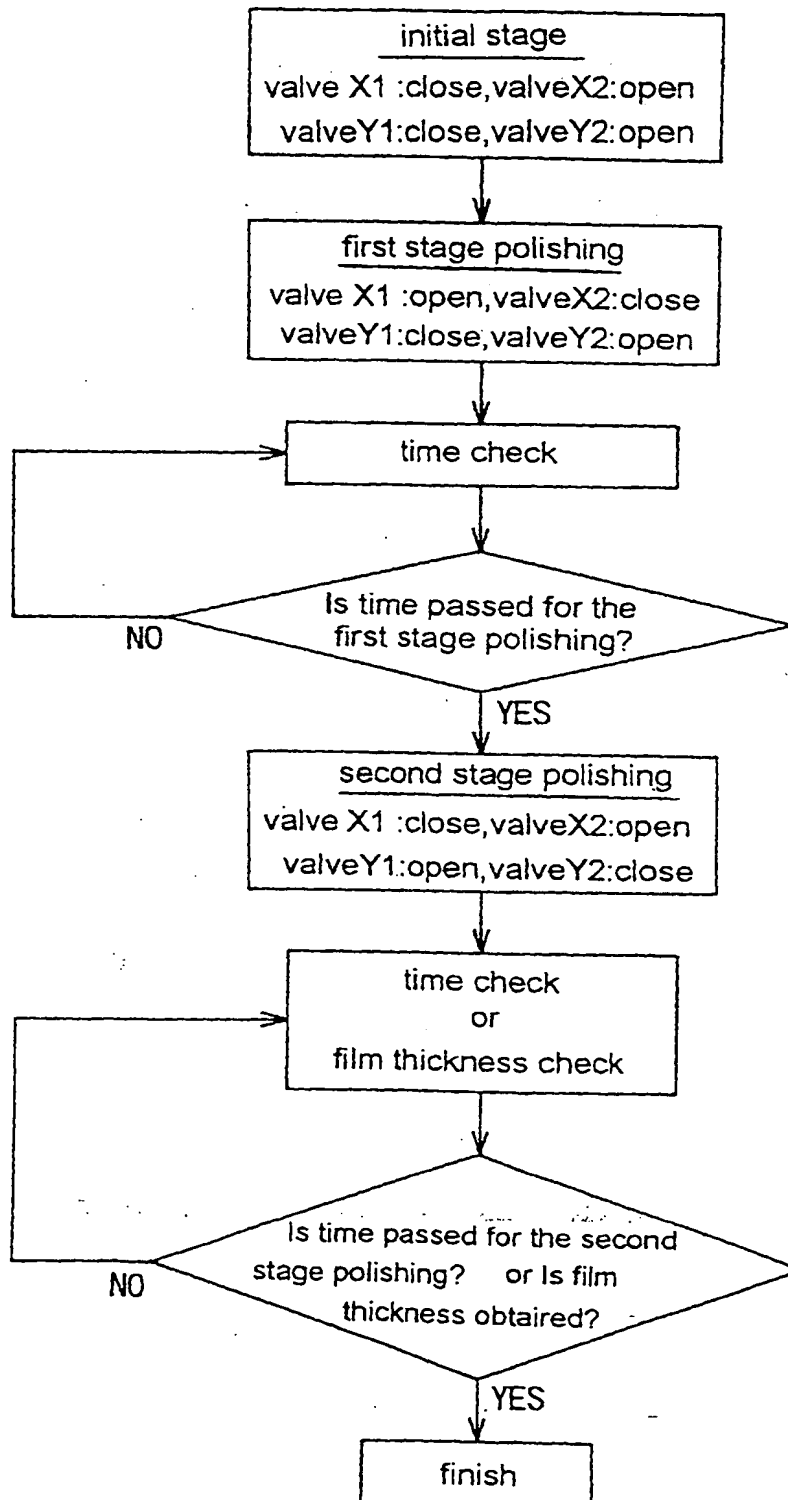 initial stage
valve X1 :close,valveX2:open
valveY1:close,valveY2:open
first stage polishing
valve X1 :open,valveX2:close
valveY1:close,valveY2:open
time check
Is time passed for the
first stage polishing?
NO
YES
second stage polishing
valve X1 :close,valveX2:open
valveY1:open,valveY2:close
time check
or
film thickness check
Is time passed for the second
stage polishing? or Is film
thickness obtaired?
NO
YES
finish